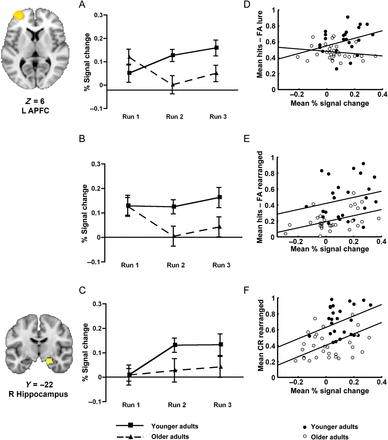 A
% Signal change
0.3
0.2
0.1
0
–0.1
Run 1
Run 2
Run 3
Z = 6
L APFC
D
Mean hits – FA lure
1
0.8
0.6
0.4
0.2
0
–0.2
0
0.2
0.4
Mean % signal change
B
% Signal change
0.3
0.2
0.1
0
–0.1
Run 1
Run 2
Run 3
E
Mean hits – FA rearranged
1
0.8
0.6
0.4
0.2
0
–0.2
0
0.2
0.4
Mean % signal change
C
% Signal change
0.3
0.2
0.1
0
–0.1
Run 1
Run 2
Run 3
Y = –22
R Hippocampus
F
Mean CR rearranged
1
0.8
0.6
0.4
0.2
0
–0.2
0
0.2
0.4
Mean % signal change
Younger adults
Older adults
Younger adults
Older adults